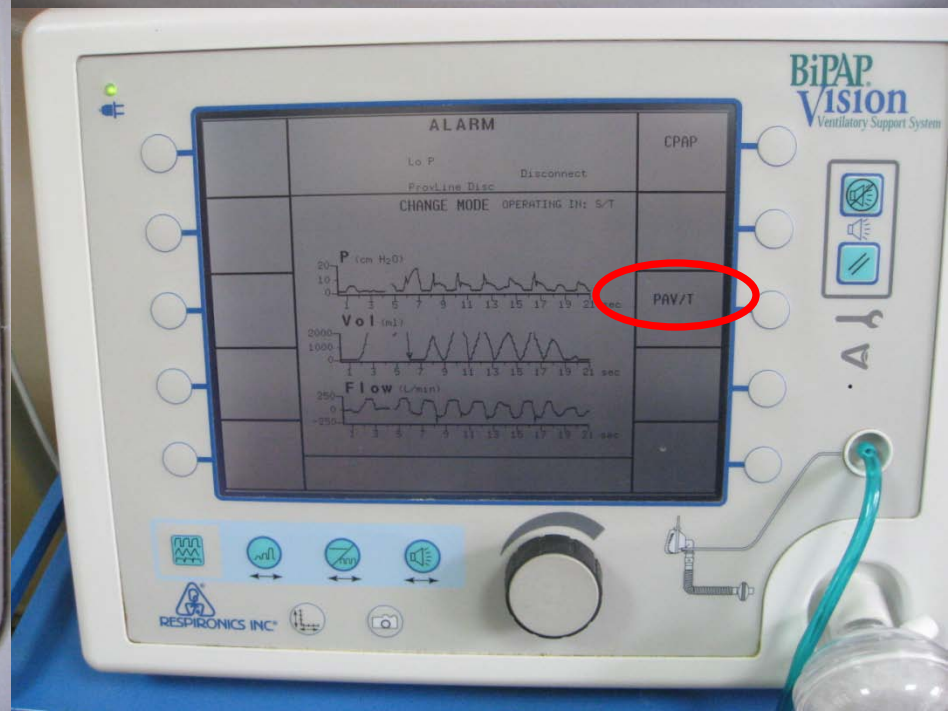 BiPAP
Vision
Ventilatory Support System
ALARM
Lo P
Disconnect
ProxLine Disc
CPAP
CHANGE MODE OPERATING IN: S/T
P (cm H2O)
20
10
0
1 3 5 7 9 11 13 15 17 19 21 sec
PAV/T
Vol (ml)
2000
1000
0
1 3 5 7 9 11 13 15 17 19 21 sec
Flow (L/min)
250
0
-250
1 3 5 7 9 11 13 15 17 19 21 sec
RESPIRONICS INC®